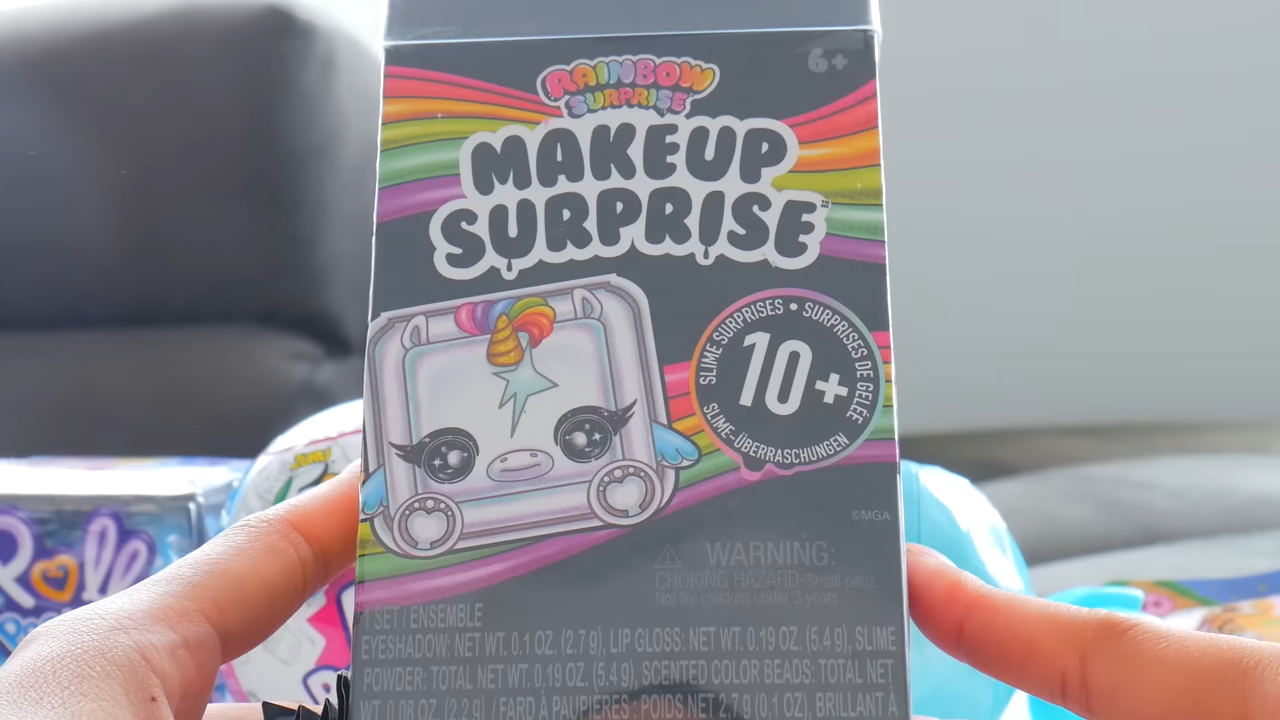 6+
RAINBOW
SURPRISE
MAKEUP
SURPRISE™
SLIME SURPRISES • SURPRISES DE GELÉE
10+
SLIME-ÜBERRASCHUNGEN
©MGA
WARNING:
CHOKING HAZARD-Small parts.
Not for children under 3 years.
1 SET / ENSEMBLE
EYESHADOW: NET WT. 0.1 OZ. (2.7 g), LIP GLOSS: NET WT. 0.19 OZ. (5.4 g), SLIME
POWDER: TOTAL NET WT. 0.19 OZ. (5.4 g), SCENTED COLOR BEADS: TOTAL NET
WT. 0.08 OZ. (2.2 g) / FARD À PAUPIÈRES : POIDS NET 2,7 g (0.1 OZ), BRILLANT À
ZURU
Polly